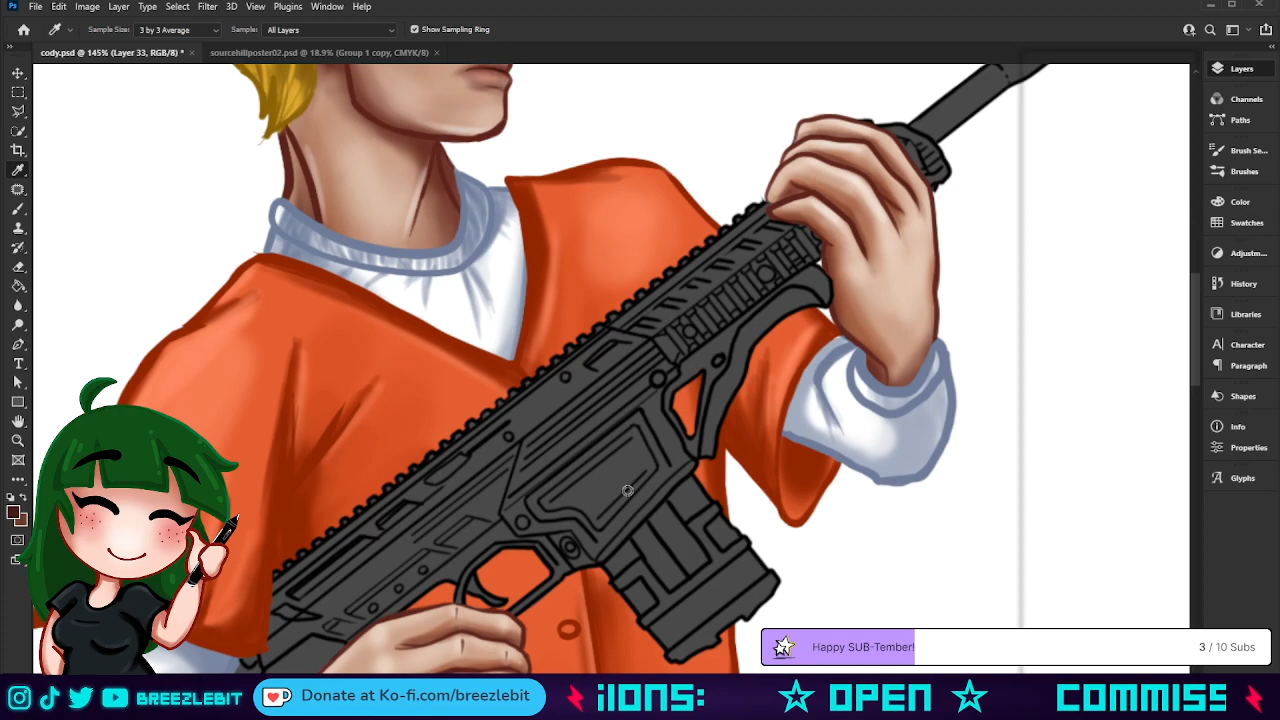 Ps File Edit Image Layer Type Select Filter 3D View Plugins Window Help
Sample Size: 3 by 3 Average Sample: All Layers Show Sampling Ring
cody.psd @ 145% (Layer 33, RGB/8) * × sourcehillposter02.psd @ 18.9% (Group 1 copy, CMYK/8) ×
Layers
Channels
Paths
Brush Se...
Brushes
Color
Swatches
Adjustm...
History
Libraries
Character
Paragraph
Shapes
Info
Properties
Glyphs
Happy SUB-Tember! 3 / 10 Subs
BREEZLEBIT Donate at Ko-fi.com/breezlebit iIONS: OPEN COMMISS